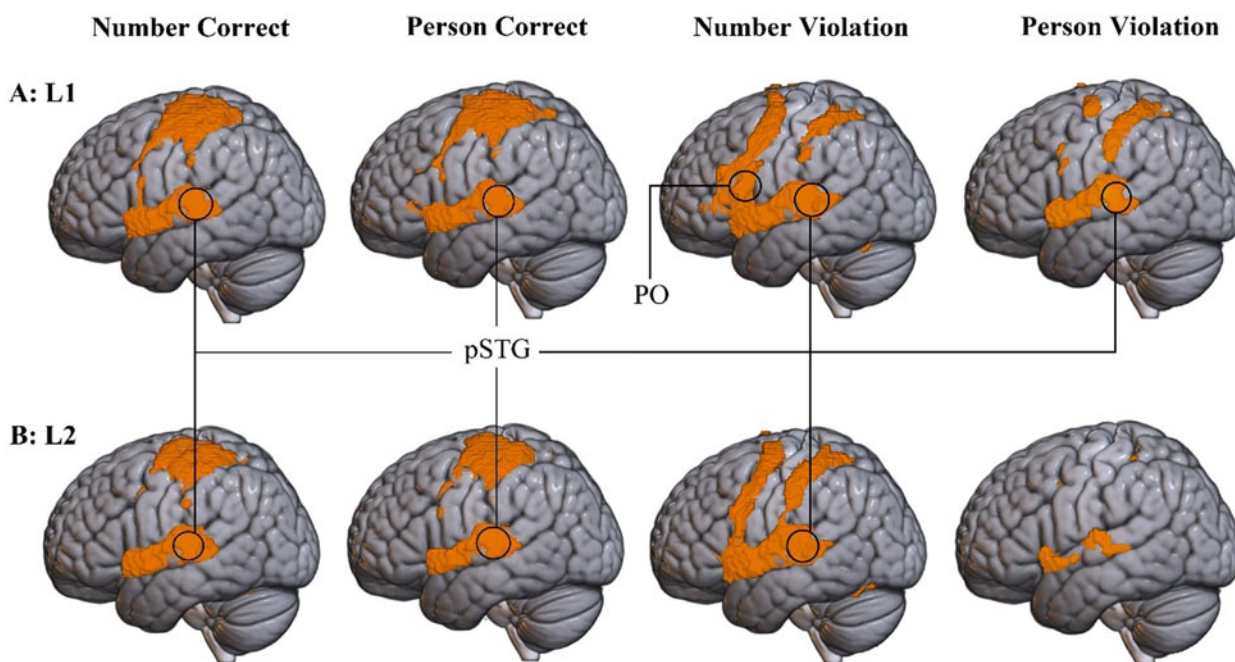 Number Correct Person Correct Number Violation Person Violation
A: L1
PO
pSTG
B: L2